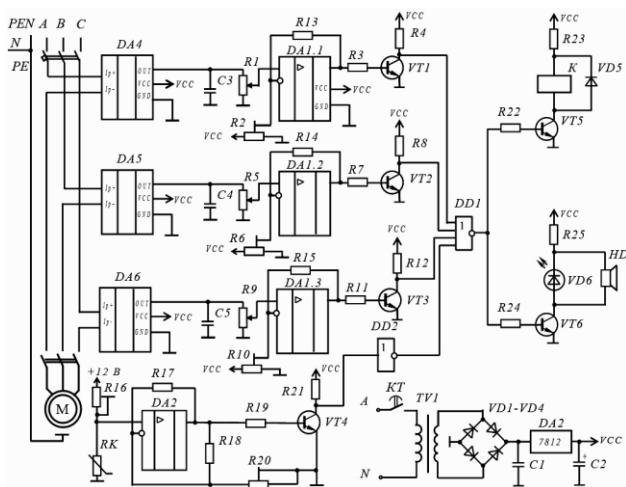 PEN A B C
N
PE
DA4
Ip+
Ip-
OUT
VCC
GND
VCC
C3
R1
R13
DA1.1
R3
R4
VCC
VT1
VCC
R2
VCC
DA5
Ip+
Ip-
OUT
VCC
GND
VCC
C4
R5
R14
DA1.2
R7
R8
VCC
VT2
R6
VCC
DA6
Ip+
Ip-
OUT
VCC
GND
VCC
C5
R9
R15
DA1.3
R11
R12
VCC
VT3
R10
VCC
DD1
1
DD2
1
VCC
R23
K
VD5
R22
VT5
VCC
R25
VD6
HD
R24
VT6
M
+12 В
R16
RK
R17
DA2
R18
R19
R20
R21
VCC
VT4
A
N
KT
TV1
VD1-VD4
C1
DA2
7812
VCC
+
C2